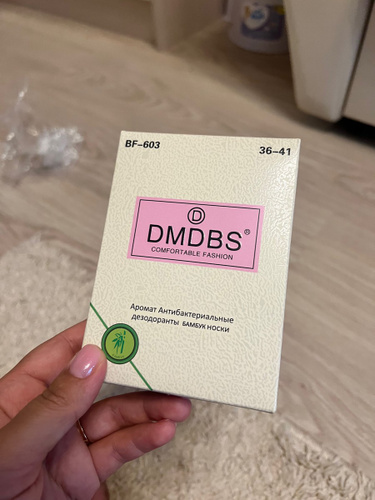 BF-603 36-41
D
DMDBS®
COMFORTABLE FASHION
Аромат Антибактериальные
дезодоранты БАМБУК НОСКИ